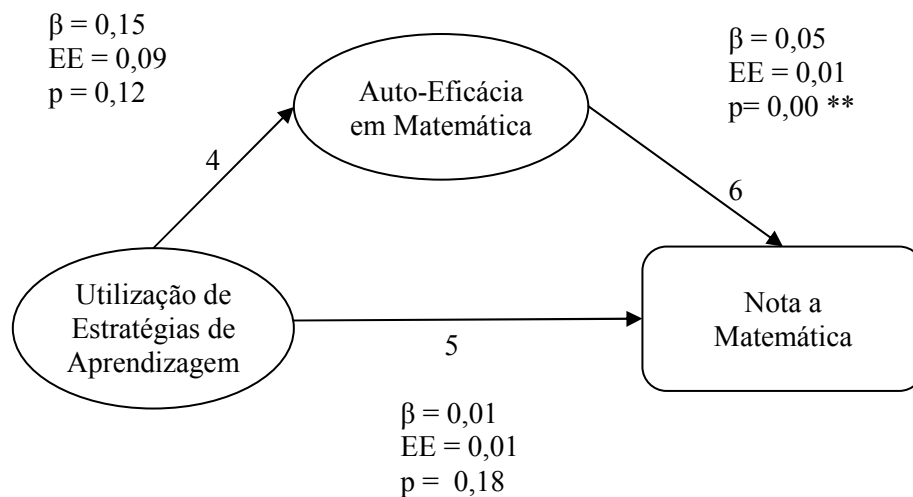 β = 0,15
EE = 0,09
p = 0,12
Auto-Eficácia
em Matemática
β = 0,05
EE = 0,01
p= 0,00 **
4
6
Utilização de
Estratégias de
Aprendizagem
5
Nota a
Matemática
β = 0,01
EE = 0,01
p = 0,18